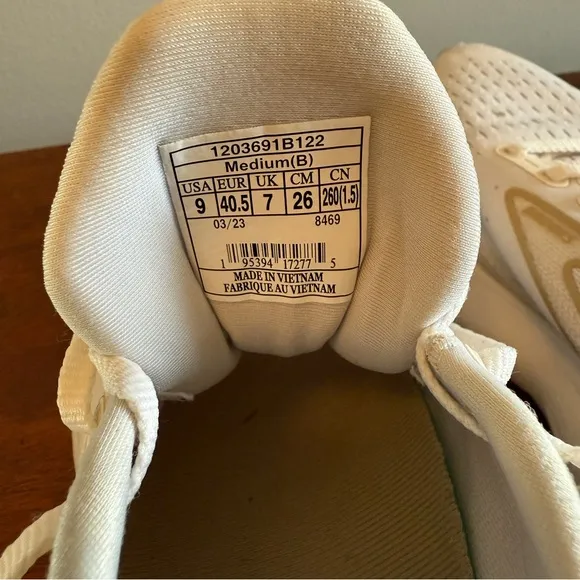 1203691B122
Medium(B)
USA EUR UK CM CN
9 40.5 7 26 260(1.5)
03/23 8469
1 95394 17277 5
MADE IN VIETNAM
FABRIQUE AU VIETNAM